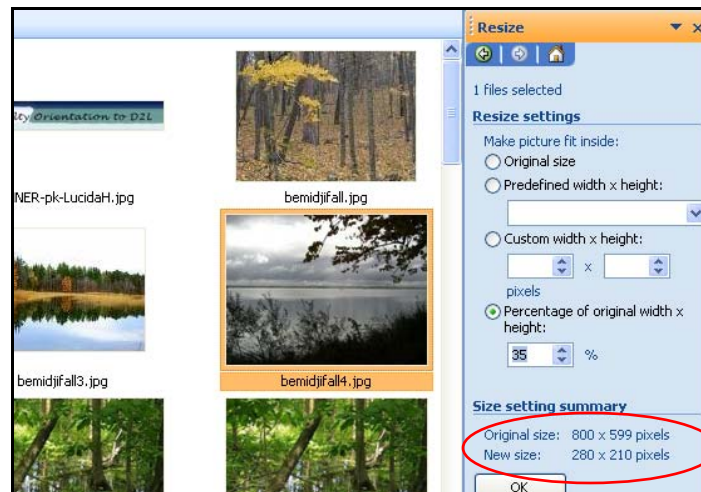 lty Orientation to D2L
NER-pk-LucidaH.jpg
bemidjifall.jpg
bemidjifall3.jpg
bemidjifall4.jpg
Resize
1 files selected
Resize settings
Make picture fit inside:
Original size
Predefined width x height:
Custom width x height:
x
pixels
Percentage of original width x
height:
35 %
Size setting summary
Original size: 800 x 599 pixels
New size: 280 x 210 pixels
OK